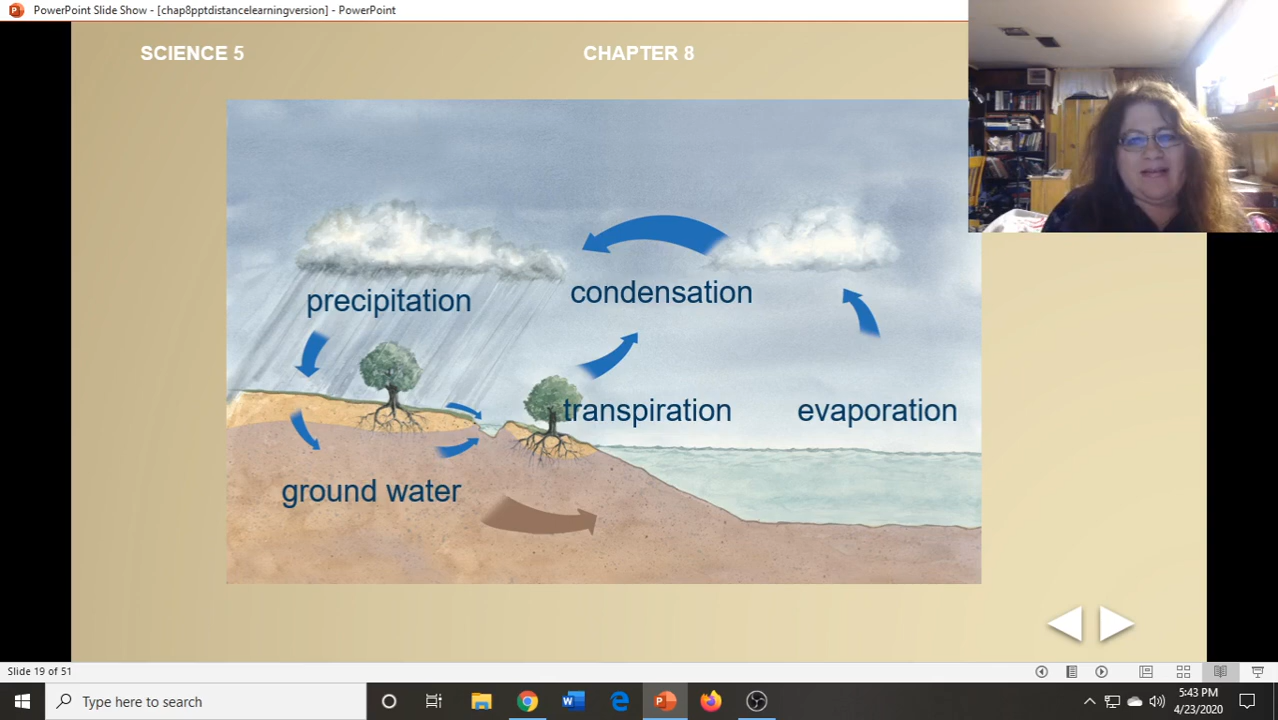 PowerPoint Slide Show - [chap8pptdistancelearningversion] - PowerPoint
SCIENCE 5
CHAPTER 8
precipitation
condensation
transpiration
evaporation
ground water
Slide 19 of 51
Type here to search
5:43 PM
4/23/2020